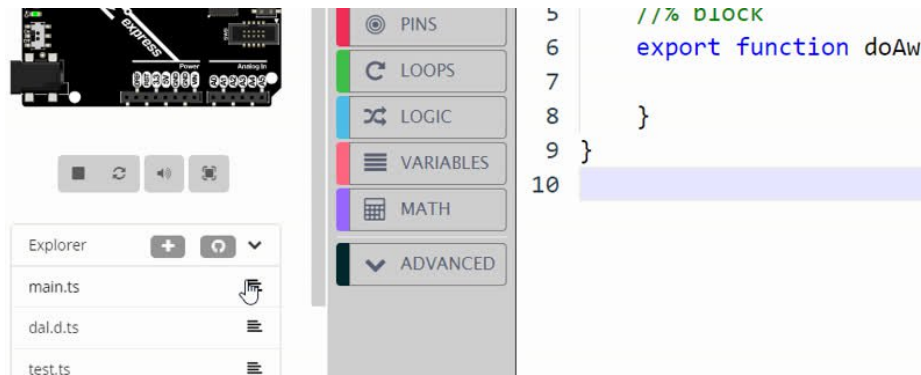 express
Power
Analog In
PINS
LOOPS
LOGIC
VARIABLES
MATH
ADVANCED
Explorer
main.ts
dal.d.ts
test.ts
5 //% block
6 export function doAw
7
8 }
9 }
10